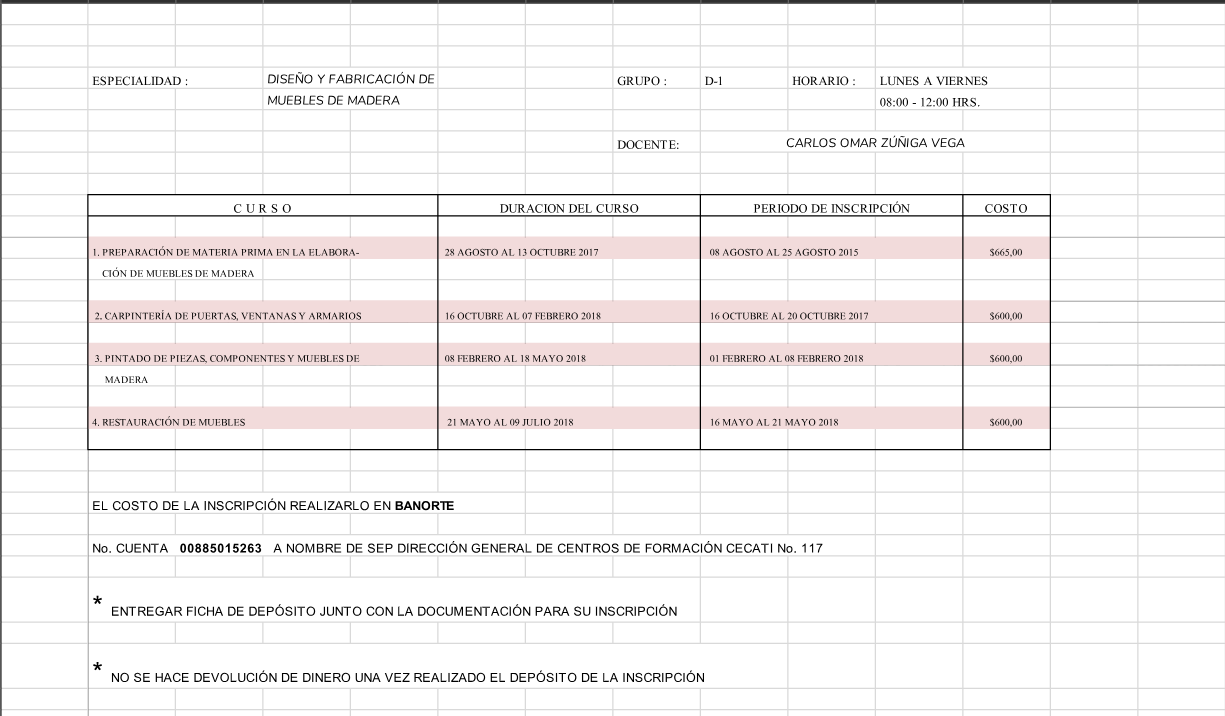 ESPECIALIDAD : DISEÑO Y FABRICACIÓN DE GRUPO : D-1 HORARIO : LUNES A VIERNES
MUEBLES DE MADERA 08:00 - 12:00 HRS.
DOCENTE: CARLOS OMAR ZÚÑIGA VEGA
C U R S O DURACION DEL CURSO PERIODO DE INSCRIPCIÓN COSTO
1. PREPARACIÓN DE MATERIA PRIMA EN LA ELABORA- 28 AGOSTO AL 13 OCTUBRE 2017 08 AGOSTO AL 25 AGOSTO 2015 $665,00
CIÓN DE MUEBLES DE MADERA
2. CARPINTERÍA DE PUERTAS, VENTANAS Y ARMARIOS 16 OCTUBRE AL 07 FEBRERO 2018 16 OCTUBRE AL 20 OCTUBRE 2017 $600,00
3. PINTADO DE PIEZAS, COMPONENTES Y MUEBLES DE 08 FEBRERO AL 18 MAYO 2018 01 FEBRERO AL 08 FEBRERO 2018 $600,00
MADERA
4. RESTAURACIÓN DE MUEBLES 21 MAYO AL 09 JULIO 2018 16 MAYO AL 21 MAYO 2018 $600,00
EL COSTO DE LA INSCRIPCIÓN REALIZARLO EN BANORTE
No. CUENTA 00885015263 A NOMBRE DE SEP DIRECCIÓN GENERAL DE CENTROS DE FORMACIÓN CECATI No. 117
* ENTREGAR FICHA DE DEPÓSITO JUNTO CON LA DOCUMENTACIÓN PARA SU INSCRIPCIÓN
* NO SE HACE DEVOLUCIÓN DE DINERO UNA VEZ REALIZADO EL DEPÓSITO DE LA INSCRIPCIÓN